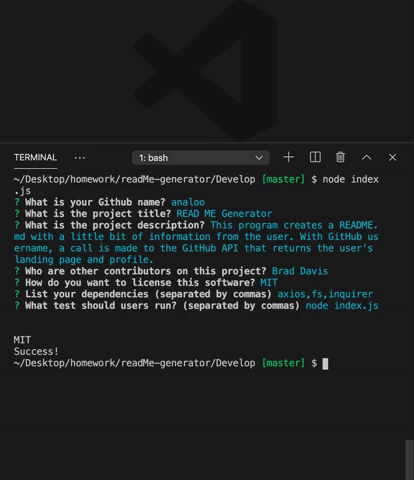 TERMINAL ... 1: bash
~/Desktop/homework/readMe-generator/Develop [master] $ node index
.js
? What is your Github name? analoo
? What is the project title? READ ME Generator
? What is the project description? This program creates a README.
md with a little bit of information from the user. With GitHub us
ername, a call is made to the GitHub API that returns the user's
landing page and profile.
? Who are other contributors on this project? Brad Davis
? How do you want to license this software? MIT
? List your dependencies (separated by commas) axios,fs,inquirer
? What test should users run? (separated by commas) node index.js
MIT
Success!
~/Desktop/homework/readMe-generator/Develop [master] $